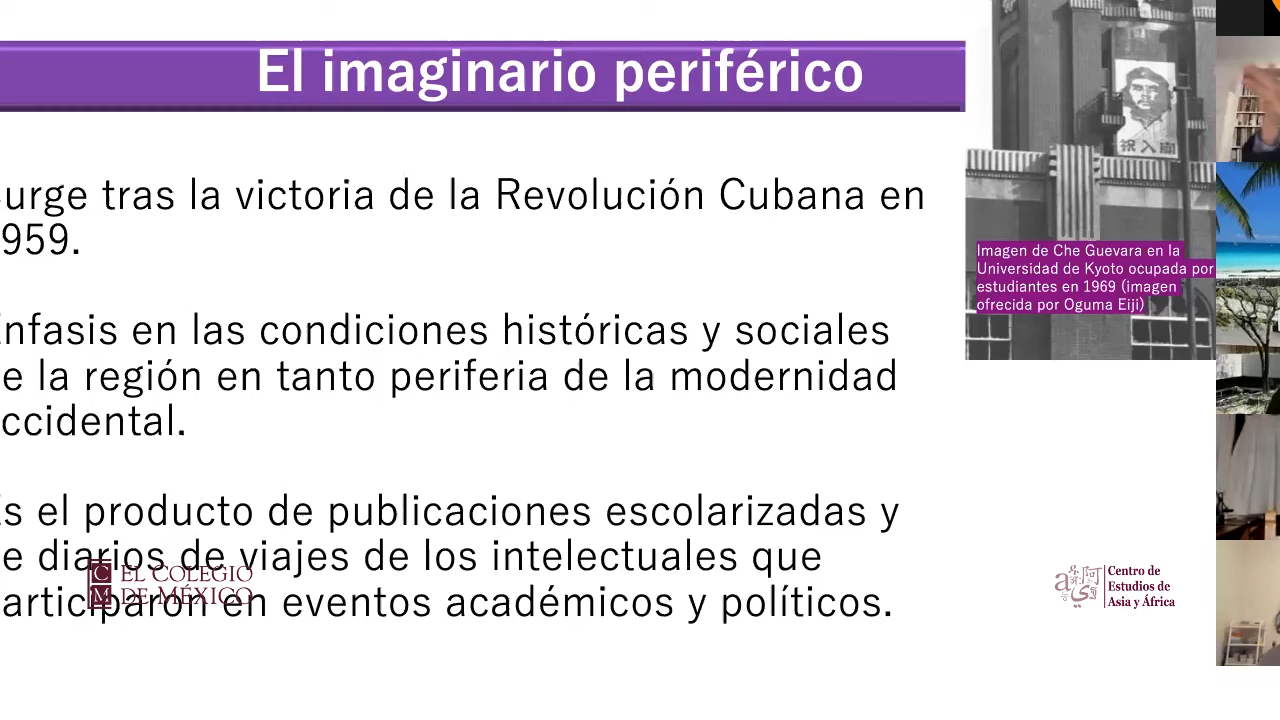 El imaginario periférico
urge tras la victoria de la Revolución Cubana en
959.
nfasis en las condiciones históricas y sociales
e la región en tanto periferia de la modernidad
ccidental.
s el producto de publicaciones escolarizadas y
e diarios de viajes de los intelectuales que
articiparon en eventos académicos y políticos.
祝入閣
Imagen de Che Guevara en la
Universidad de Kyoto ocupada por
estudiantes en 1969 (imagen
ofrecida por Oguma Eiji)
C EL COLEGIO
M DE MÉXICO
Centro de
Estudios de
Asia y África